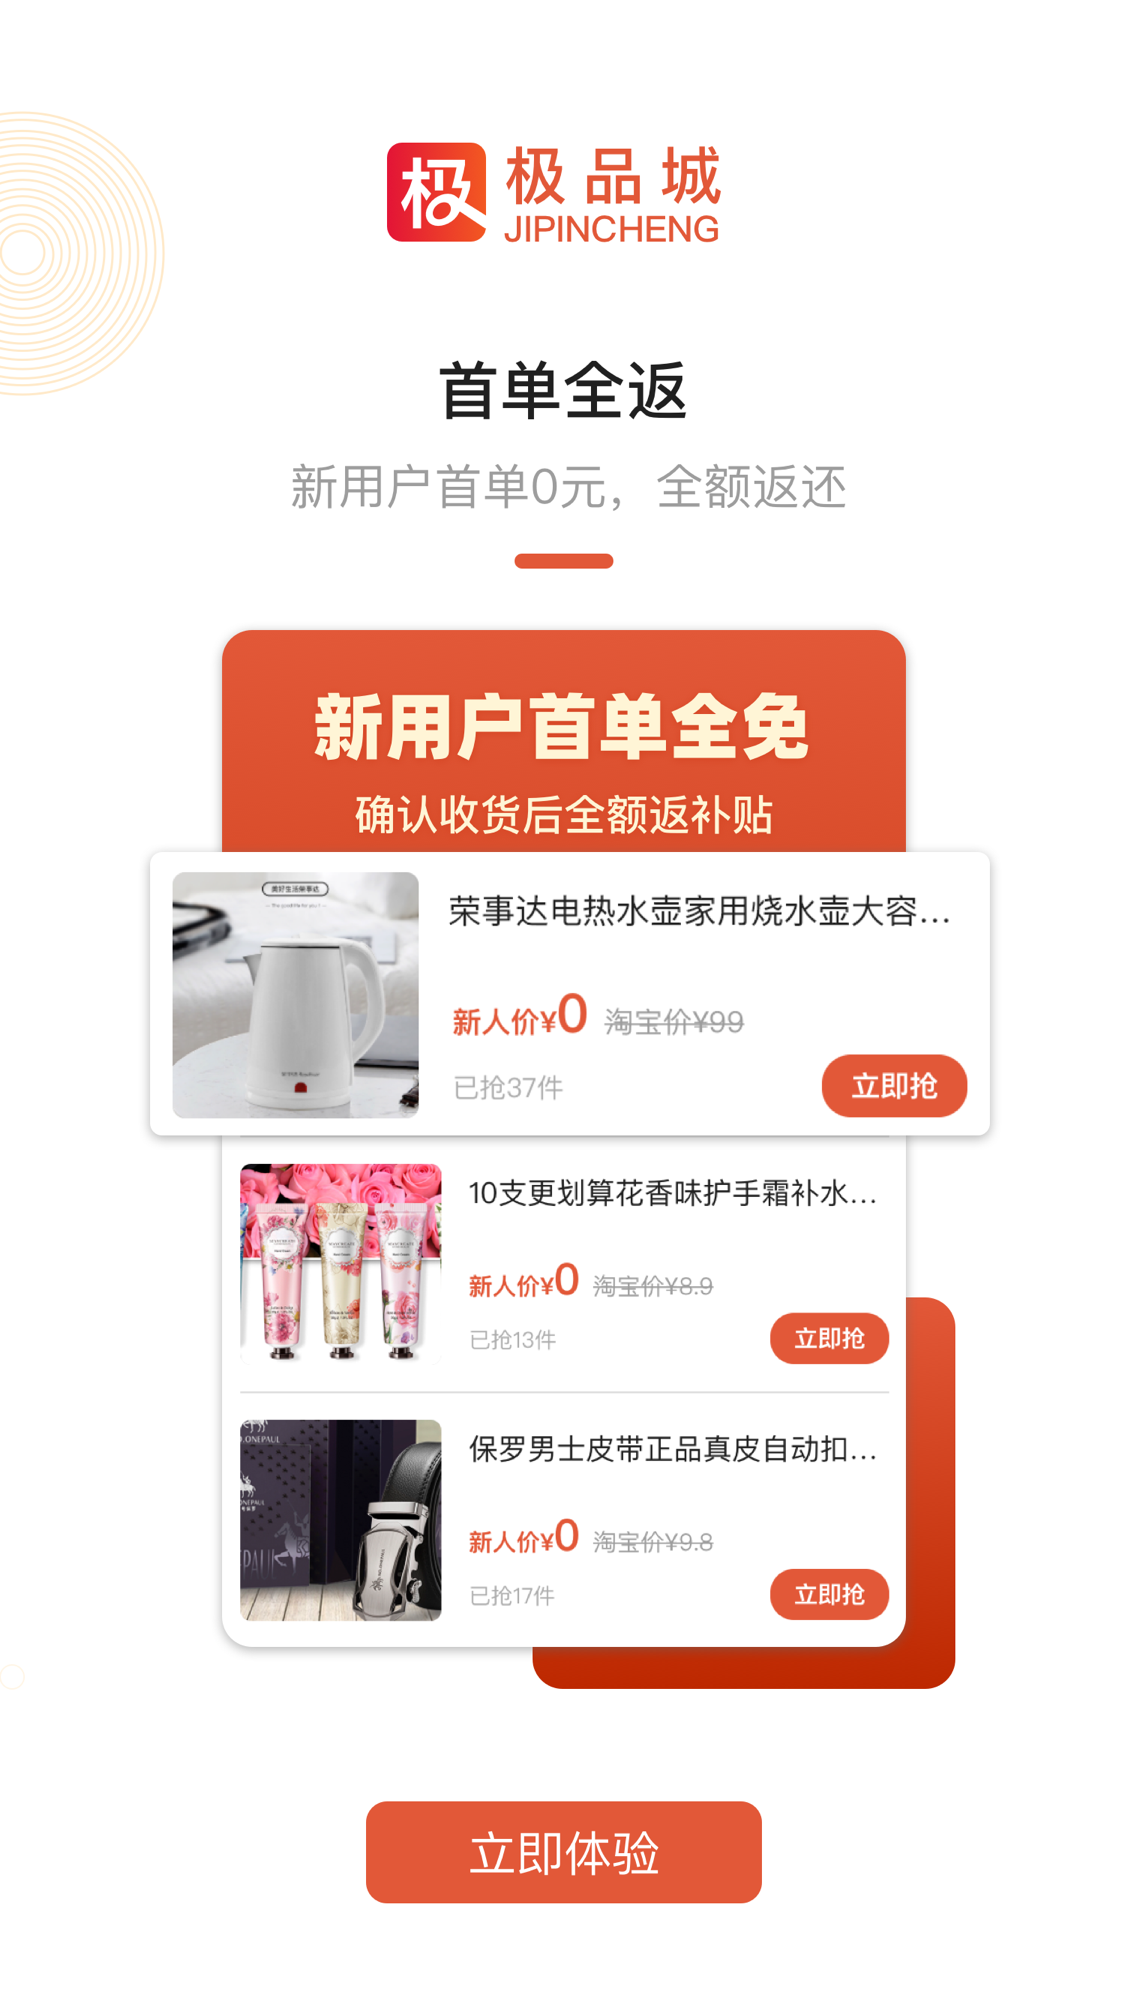 极
极品城
JIPINCHENG
首单全返
新用户首单0元，全额返还
新用户首单全免
确认收货后全额返补贴
美好生活荣事达
荣事达电热水壶家用烧水壶大容...
新人价¥0 淘宝价¥99
已抢37件
立即抢
10支更划算花香味护手霜补水...
新人价¥0 淘宝价¥8.9
已抢13件
立即抢
保罗男士皮带正品真皮自动扣...
新人价¥0 淘宝价¥9.8
已抢17件
立即抢
立即体验